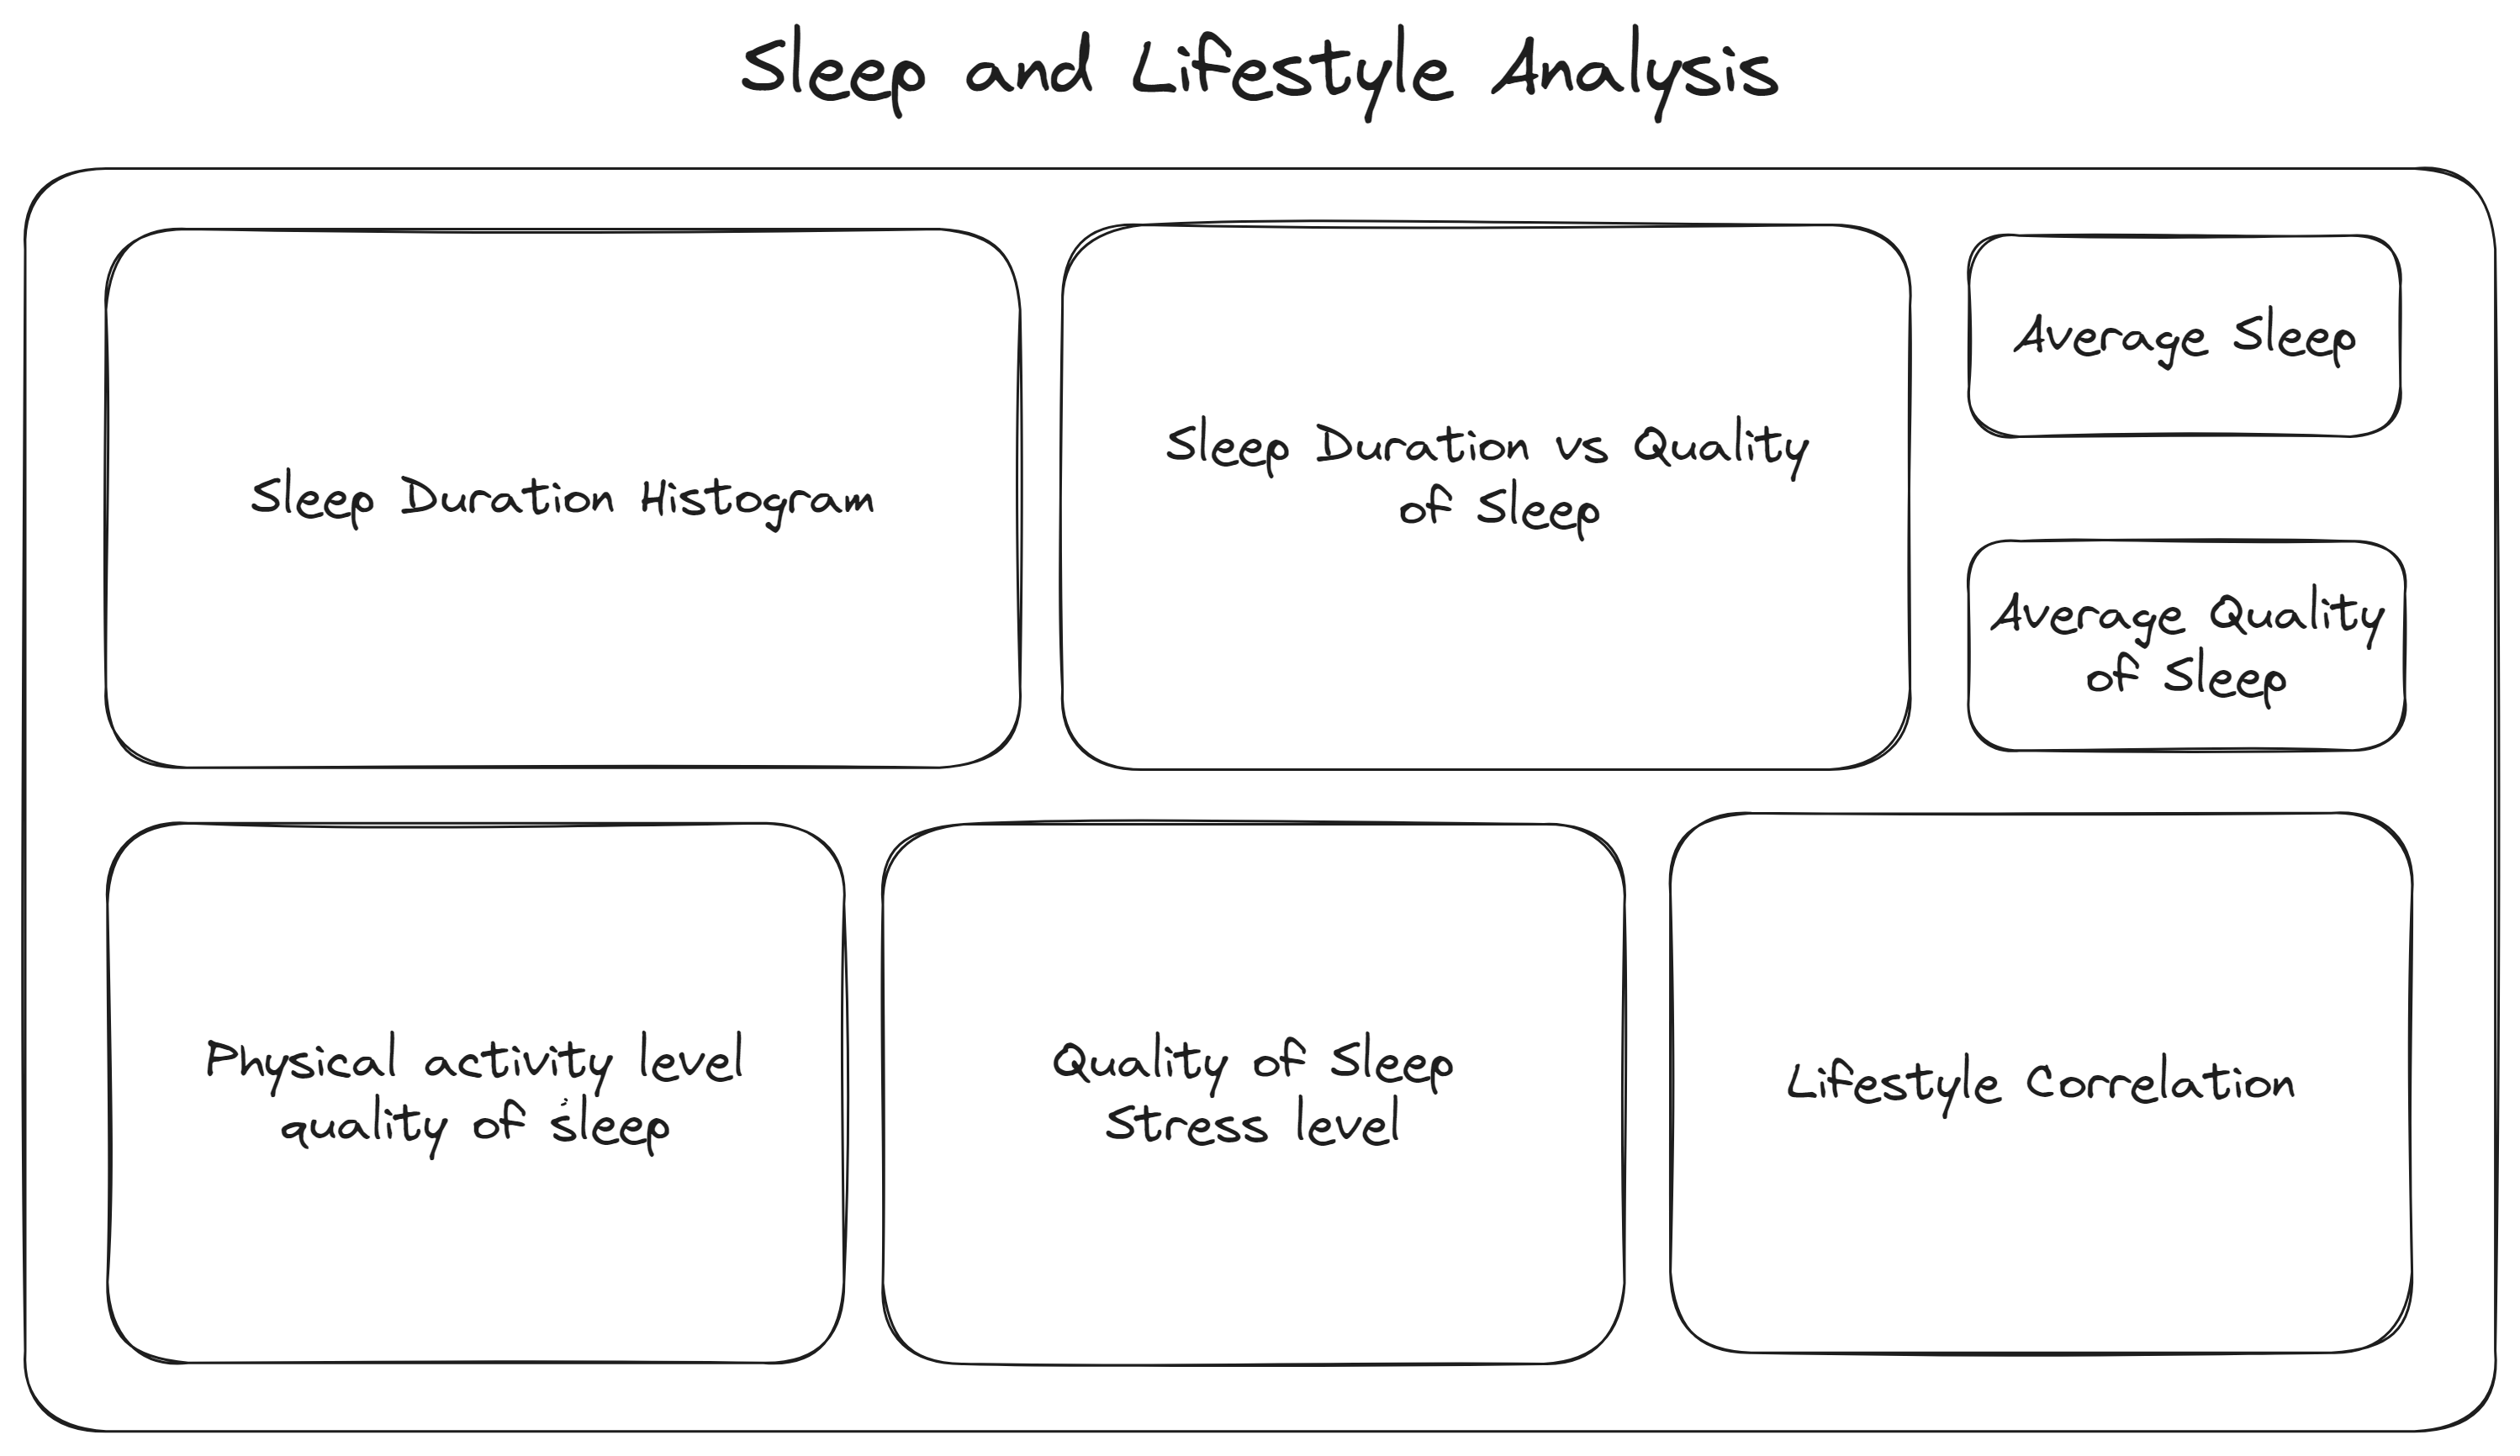 Sleep and Lifestyle Analysis
Sleep Duration Histogram
Sleep Duration vs Quality
of Sleep
Average Sleep
Average Quality
of Sleep
Physical activity level
quality of sleep
Quality of Sleep
Stress level
Lifestyle Correlation